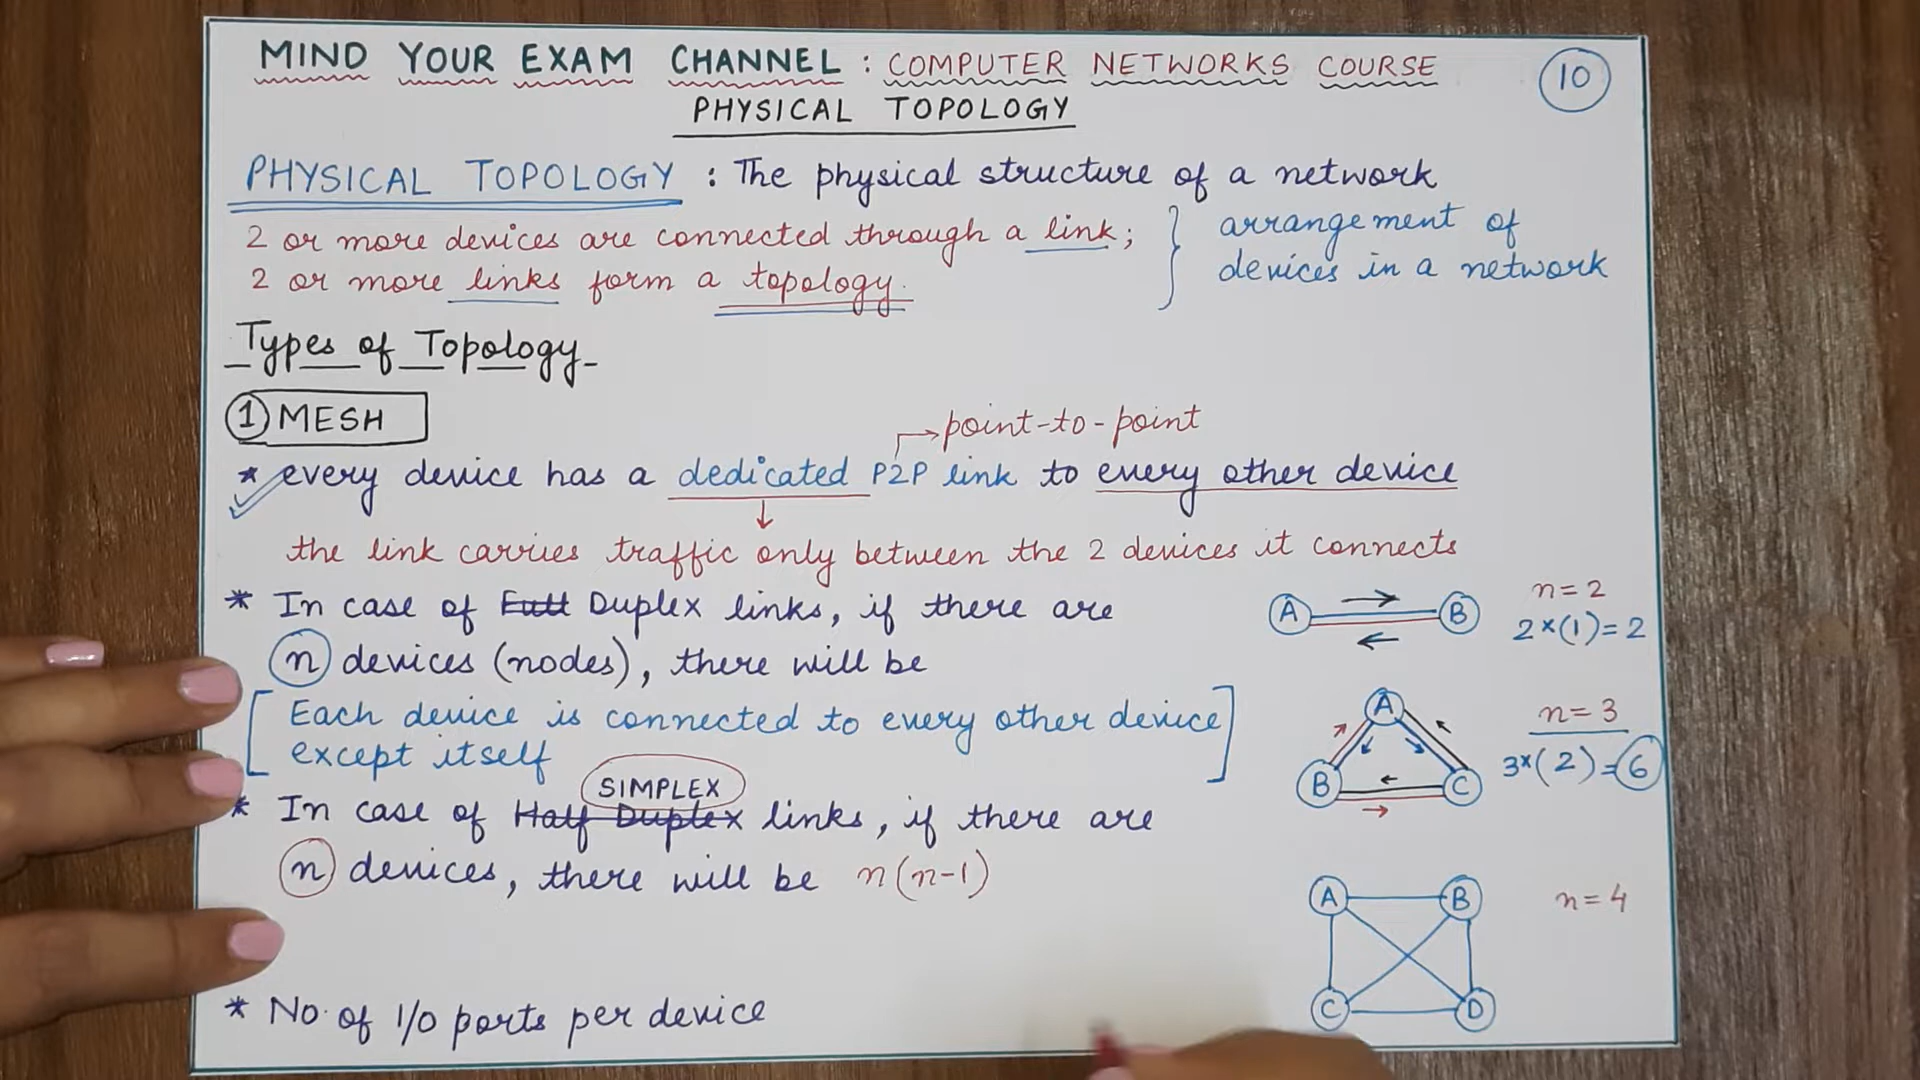 MIND YOUR EXAM CHANNEL : COMPUTER NETWORKS COURSE
10
PHYSICAL TOPOLOGY
PHYSICAL TOPOLOGY : The physical structure of a network
2 or more devices are connected through a link;
2 or more links form a topology.
arrangement of
devices in a network
Types of Topology
1 MESH
point-to-point
* every device has a dedicated P2P link to every other device
the link carries traffic only between the 2 devices it connects
* In case of Full Duplex links, if there are
n devices (nodes), there will be
[Each device is connected to every other device
except itself]
SIMPLEX
* In case of Half Duplex links, if there are
n devices, there will be n(n-1)
* No. of I/O ports per device
A B
n=2
2×(1)=2
A
B C
n=3
3×(2)=6
A B
C D
n=4